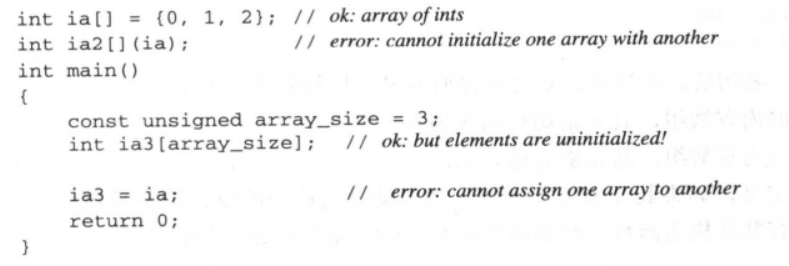 int ia[] = {0, 1, 2}; // ok: array of ints
int ia2[](ia); // error: cannot initialize one array with another
int main()
{
const unsigned array_size = 3;
int ia3[array_size]; // ok: but elements are uninitialized!
ia3 = ia; // error: cannot assign one array to another
return 0;
}